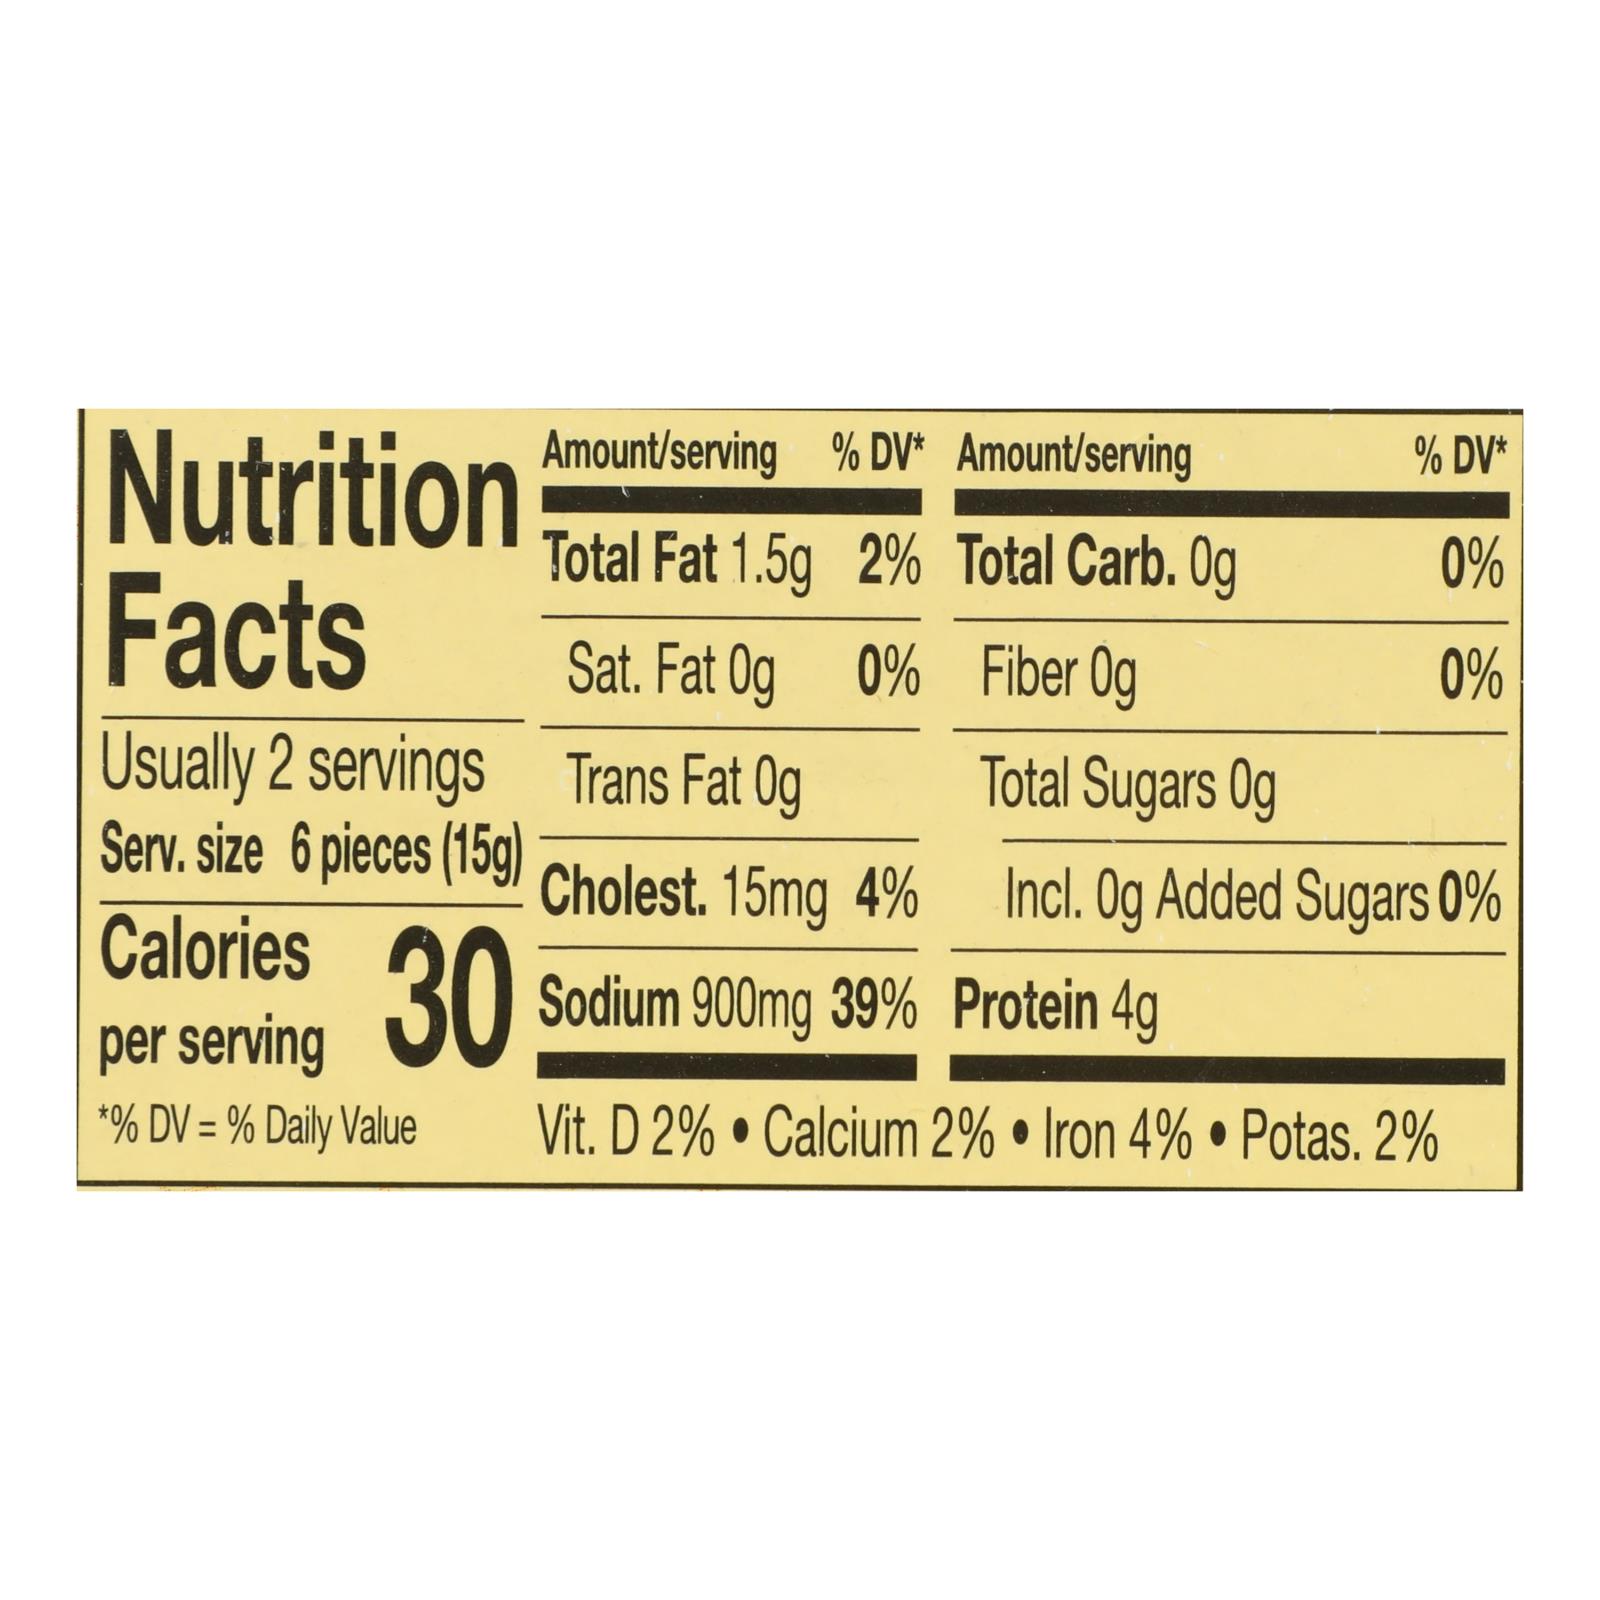 Nutrition
Facts
Usually 2 servings
Serv. size 6 pieces (15g)
Calories
per serving 30
*% DV = % Daily Value
Amount/serving % DV*
Total Fat 1.5g 2%
Sat. Fat 0g 0%
Trans Fat 0g
Cholest. 15mg 4%
Sodium 900mg 39%
Amount/serving % DV*
Total Carb. 0g 0%
Fiber 0g 0%
Total Sugars 0g
Incl. 0g Added Sugars 0%
Protein 4g
Vit. D 2% • Calcium 2% • Iron 4% • Potas. 2%